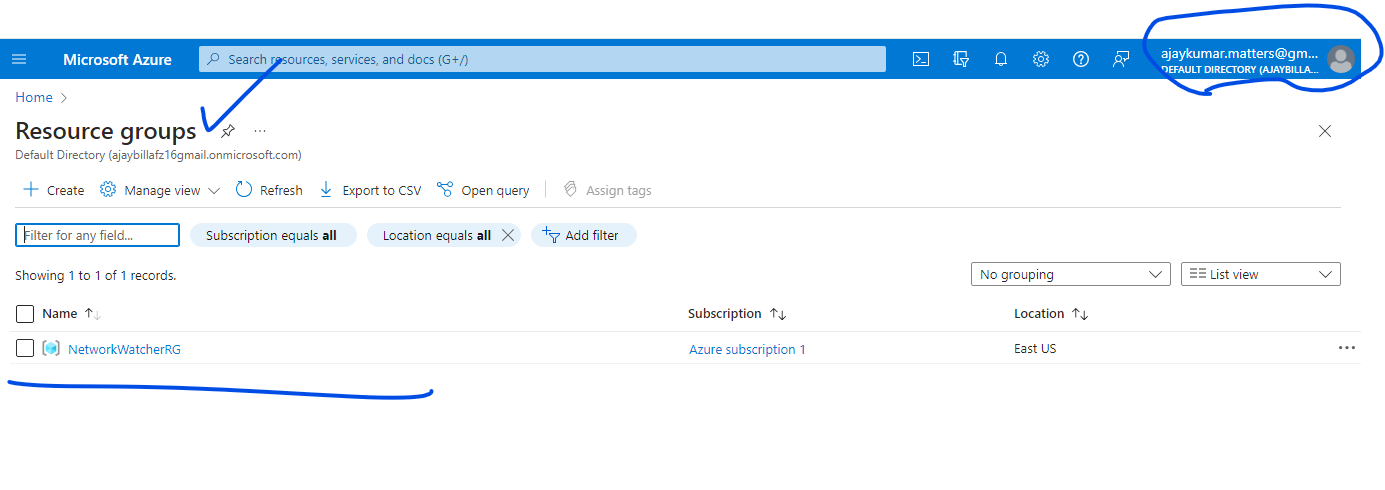 Microsoft Azure
Search resources, services, and docs (G+/)
ajaykumar.matters@gm...
DEFAULT DIRECTORY (AJAYBILLA...
Home
Resource groups
Default Directory (ajaybillafz16gmail.onmicrosoft.com)
Create Manage view Refresh Export to CSV Open query Assign tags
Filter for any field... Subscription equals all Location equals all Add filter
Showing 1 to 1 of 1 records. No grouping List view
Name Subscription Location
NetworkWatcherRG Azure subscription 1 East US